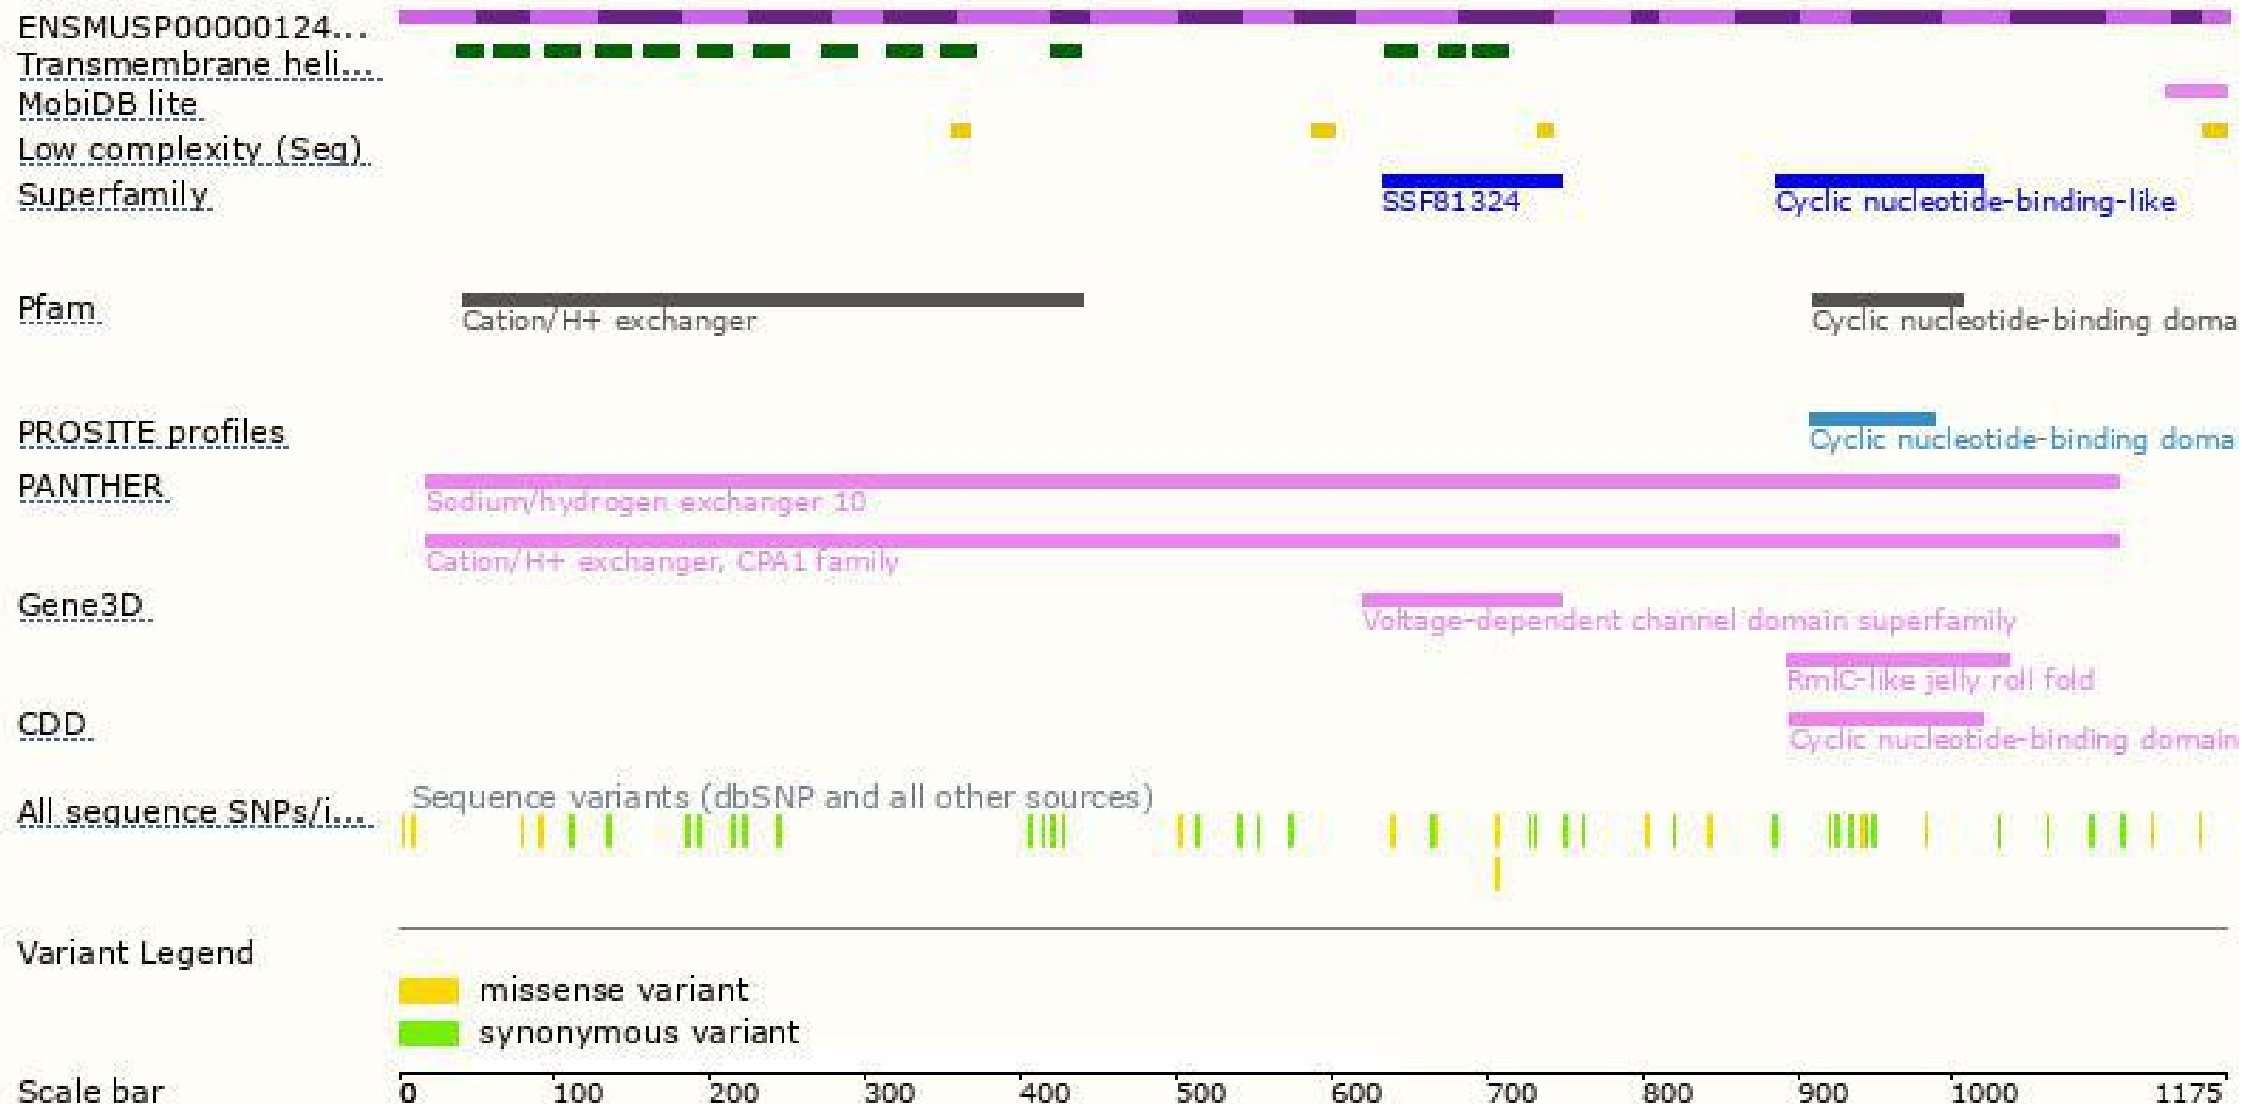 ENSMUSP00000124...
Transmembrane heli...
MobiDB lite
Low complexity (Seg)
Superfamily
SSF81324
Cyclic nucleotide-binding-like
Pfam
Cation/H+ exchanger
Cyclic nucleotide-binding doma
PROSITE profiles
Cyclic nucleotide-binding doma
PANTHER
Sodium/hydrogen exchanger 10
Cation/H+ exchanger, CPA1 family
Gene3D
Voltage-dependent channel domain superfamily
RmlC-like jelly roll fold
CDD
Cyclic nucleotide-binding domain
All sequence SNPs/i...
Sequence variants (dbSNP and all other sources)
Variant Legend
missense variant
synonymous variant
Scale bar
0 100 200 300 400 500 600 700 800 900 1000 1175